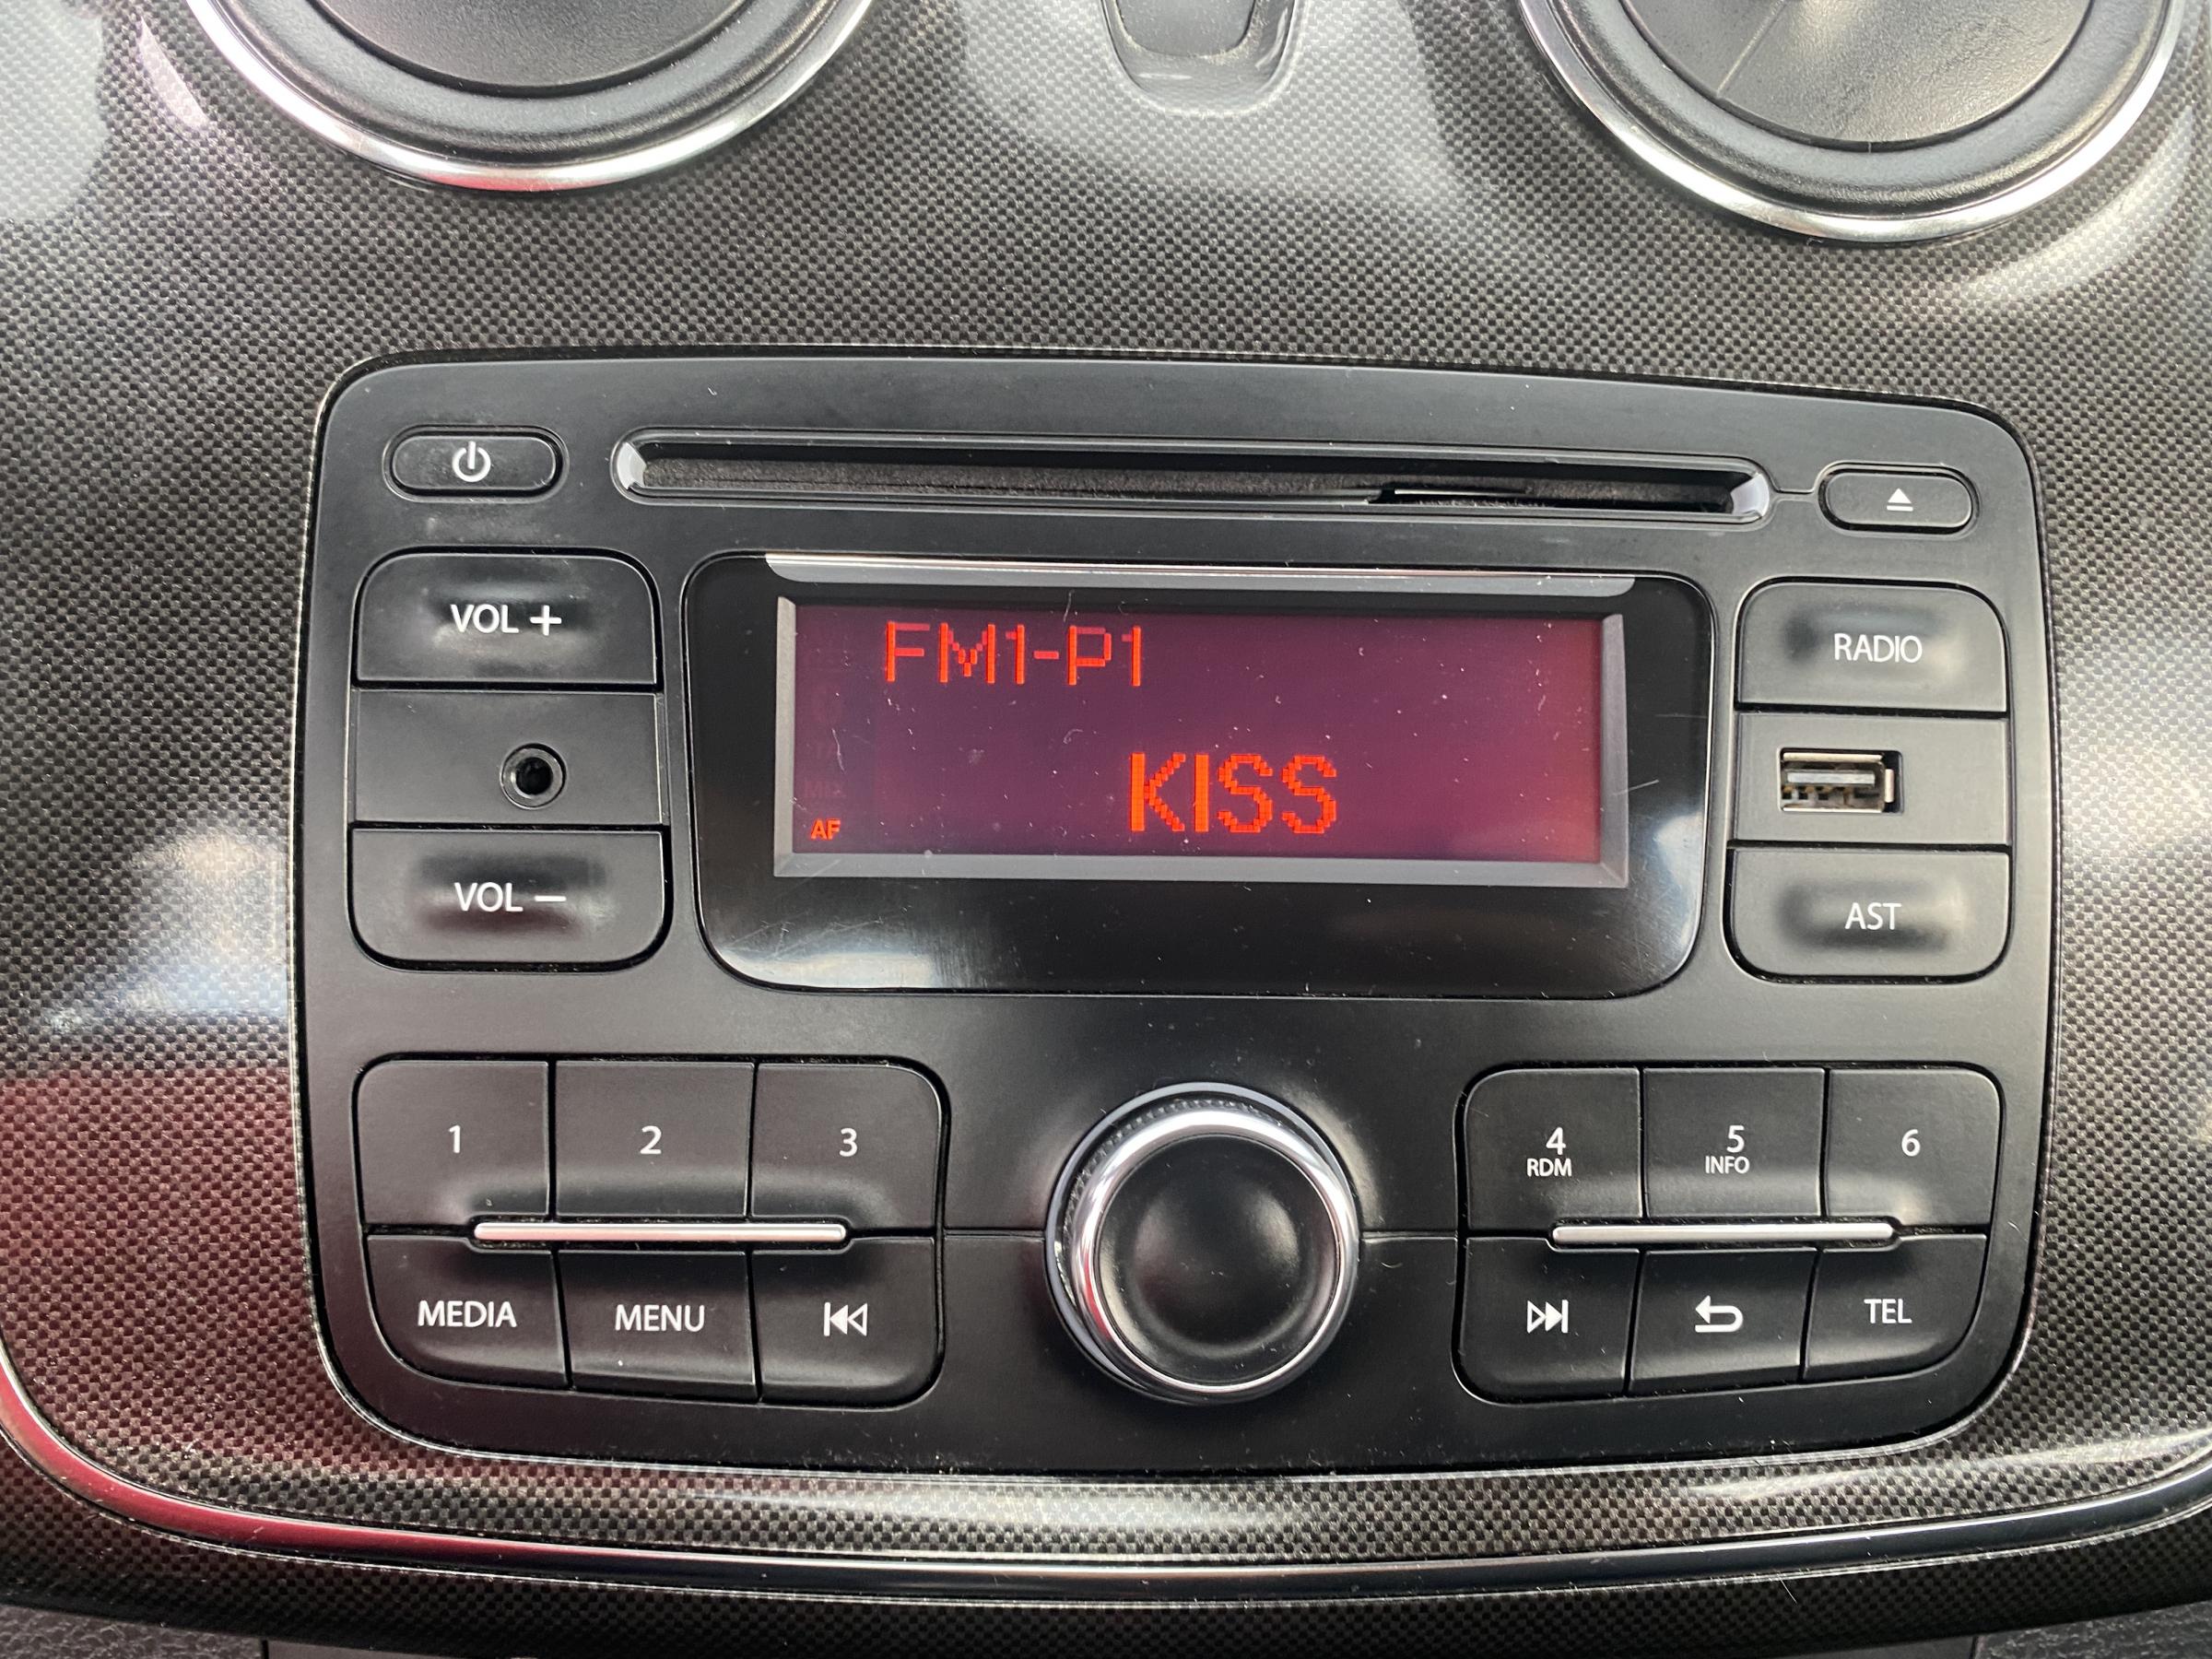 VOL +
FM1-P1
RADIO
KISS
AF
VOL −
AST
1 2 3
4 5 6
RDM INFO
MEDIA MENU
TEL